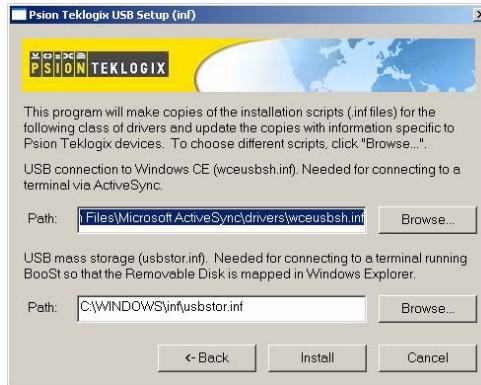 Psion Teklogix USB Setup (inf)
PSION TEKLOGIX
This program will make copies of the installation scripts (.inf files) for the
following class of drivers and update the copies with information specific to
Psion Teklogix devices. To choose different scripts, click "Browse...".
USB connection to Windows CE (wceusbsh.inf). Needed for connecting to a
terminal via ActiveSync.
Path:
Files\Microsoft ActiveSync\drivers\wceusbsh.inf
Browse...
USB mass storage (usbstor.inf). Needed for connecting to a terminal running
BooSt so that the Removable Disk is mapped in Windows Explorer.
Path:
C:\WINDOWS\inf\usbstor.inf
Browse...
<- Back
Install
Cancel